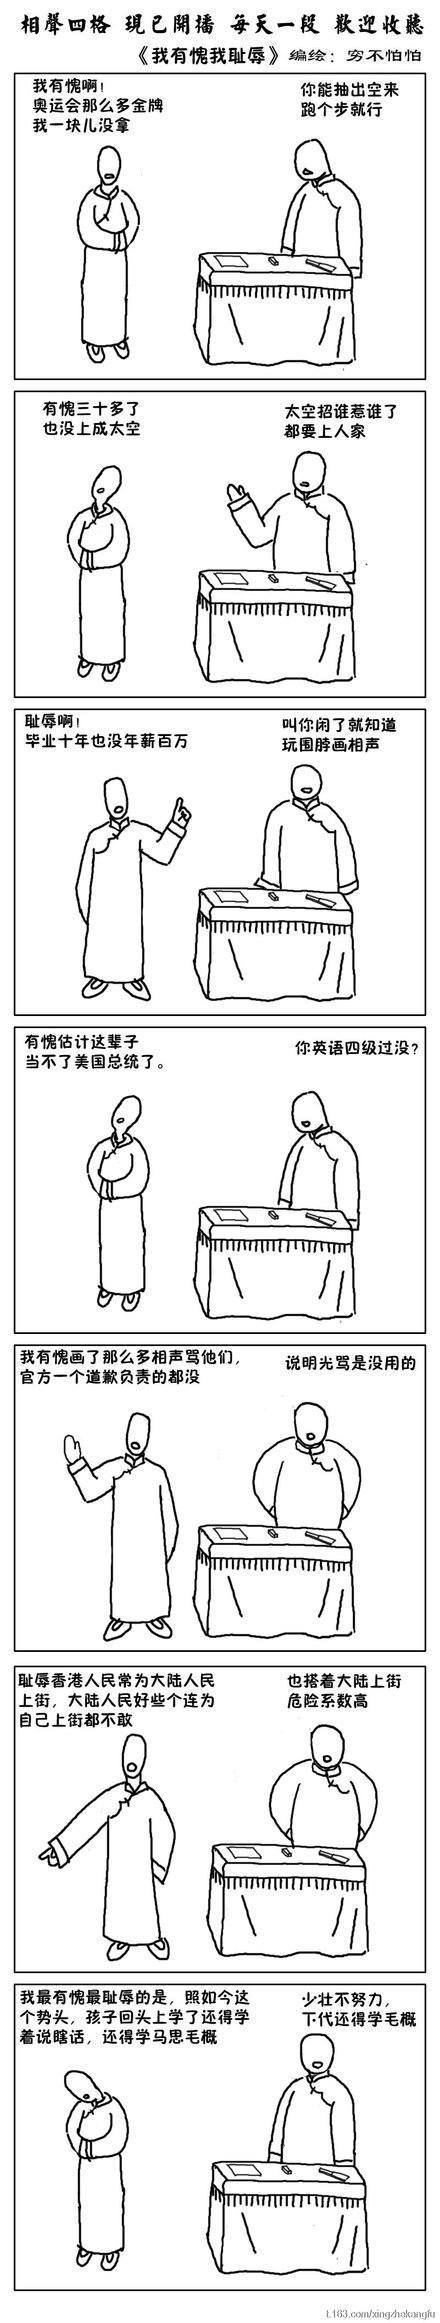 相聲四格 現已開播 每天一段 歡迎收聽
《我有愧我耻辱》编绘：穷不怕怕
我有愧啊！
奥运会那么多金牌
我一块儿没拿
你能抽出空来
跑个步就行
有愧三十多了
也没上成太空
太空招谁惹谁了
都要上人家
耻辱啊！
毕业十年也没年薪百万
叫你闭了就知道
玩围脖画相声
有愧估计这辈子
当不了美国总统了。
你英语四级过没？
我有愧画了那么多相声骂他们，
官方一个道歉负责的都没
说明光骂是没用的
耻辱香港人民常为大陆人民
上街，大陆人民好些个连为
自己上街都不敢
也搭着大陆上街
危险系数高
我最有愧最耻辱的是，照如今这
个势头，孩子回头上学了还得学
着说瞎话，还得学马思毛概
少壮不努力，
下代还得学毛概
t.163.com/xingzhekangfu